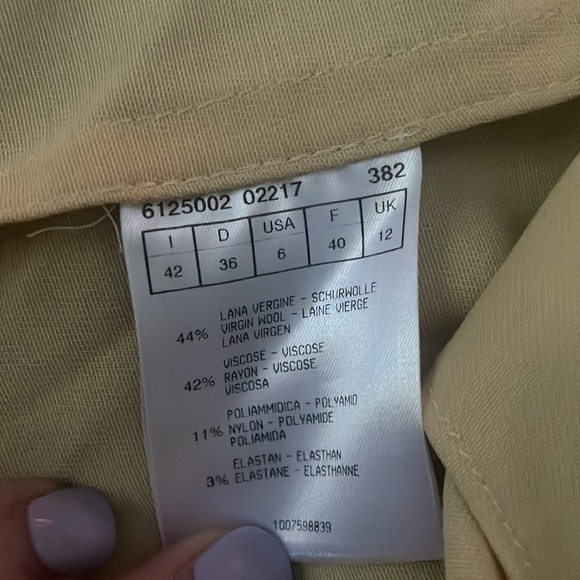 6125002 02217 382
I D USA F UK
42 36 6 40 12
LANA VERGINE - SCHURWOLLE
44% VIRGIN WOOL - LAINE VIERGE
LANA VIRGEN
VISCOSE - VISCOSE
42% RAYON - VISCOSE
VISCOSA
POLIAMMIDICA - POLYAMID
11% NYLON - POLYAMIDE
POLIAMIDA
ELASTAN - ELASTHAN
3% ELASTANE - ELASTHANNE
1007598839